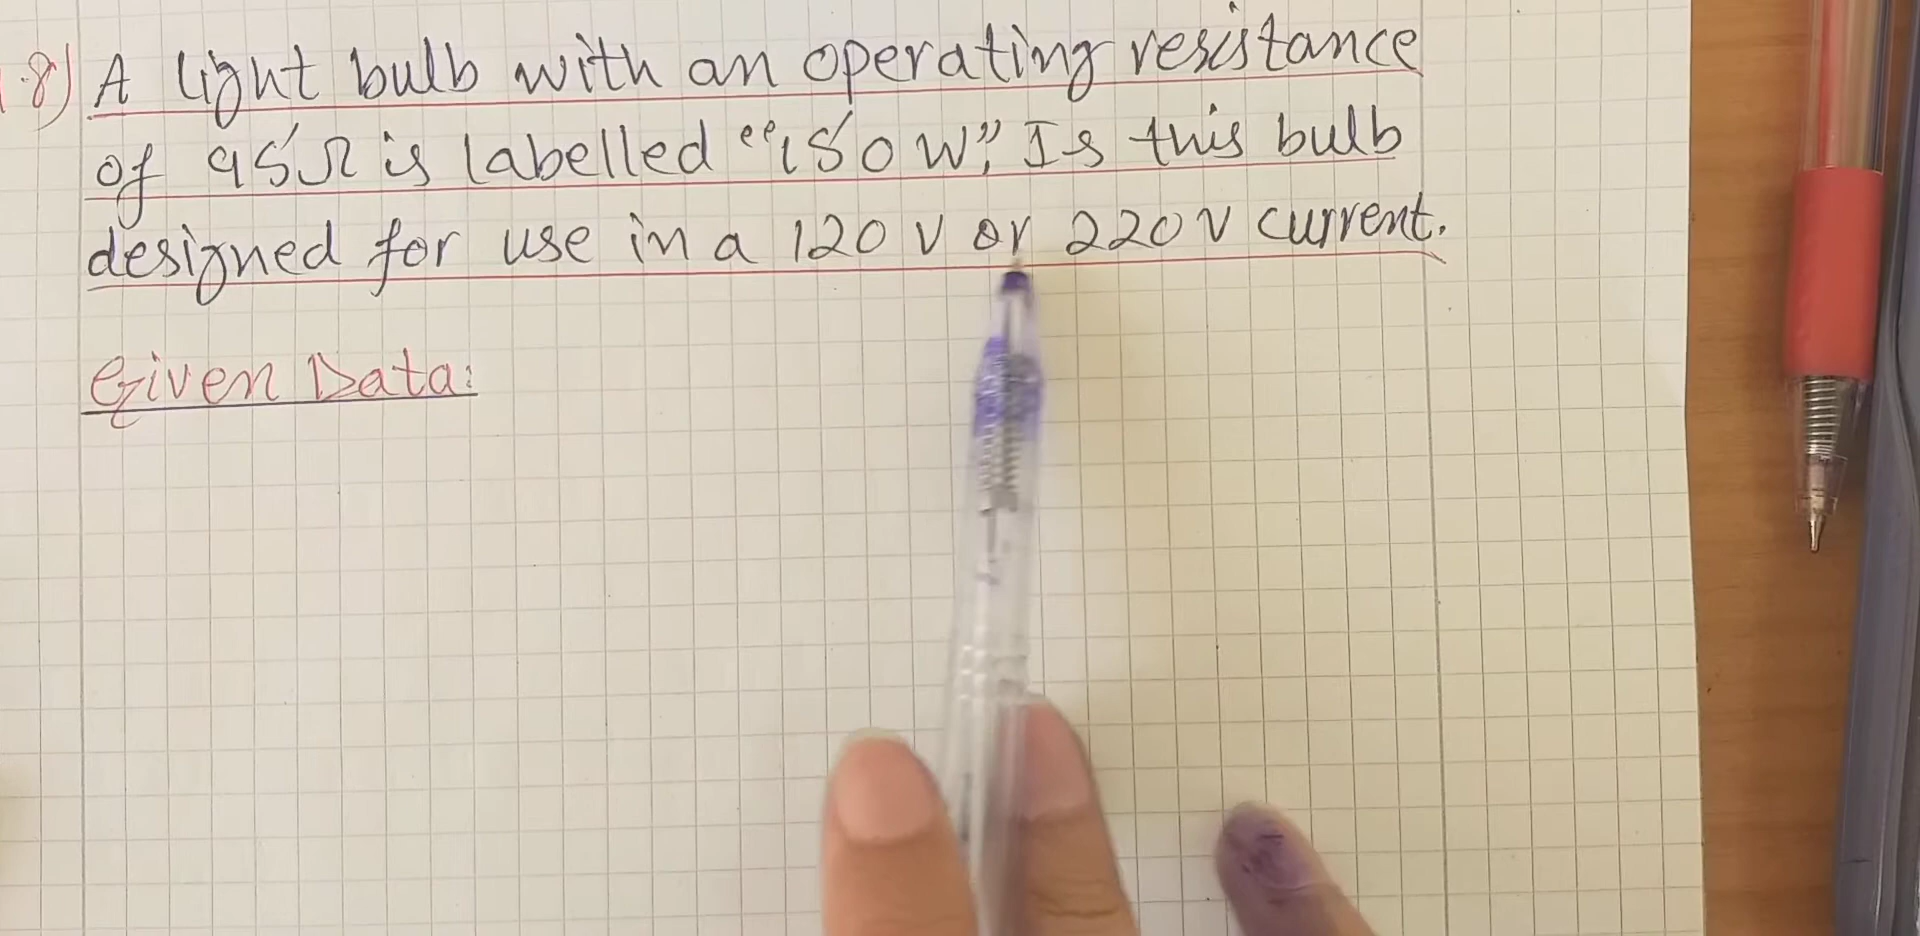 .8) A light bulb with an operating resistance
of 95Ω is labelled “150 W”. Is this bulb
designed for use in a 120 V or 220 V current.
Given Data: